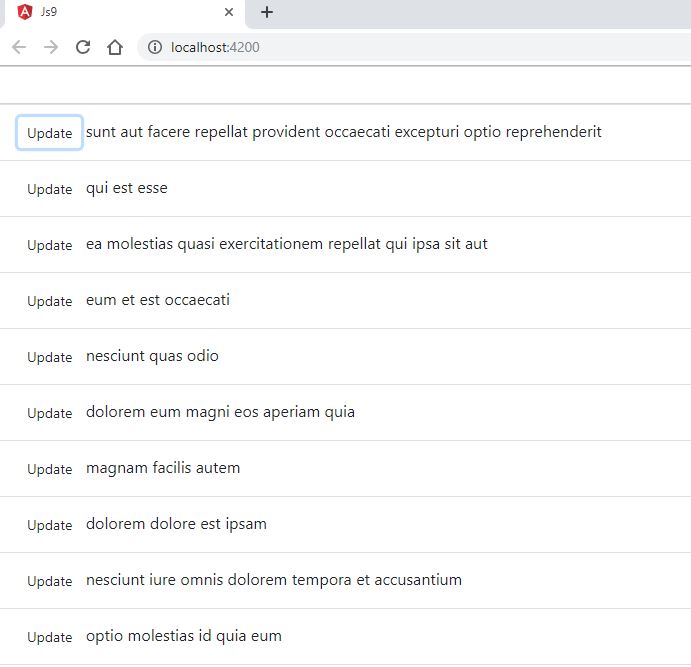 Js9
localhost:4200
Update sunt aut facere repellat provident occaecati excepturi optio reprehenderit
Update qui est esse
Update ea molestias quasi exercitationem repellat qui ipsa sit aut
Update eum et est occaecati
Update nesciunt quas odio
Update dolorem eum magni eos aperiam quia
Update magnam facilis autem
Update dolorem dolore est ipsam
Update nesciunt iure omnis dolorem tempora et accusantium
Update optio molestias id quia eum